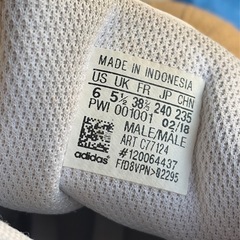 MADE IN INDONESIA
US UK FR JP CHN
6 5½ 38⅔ 240 235
PWI 001001 02/18
MALE/MALE
ART C77124
#120064437
adidas F/D8VPN>82295